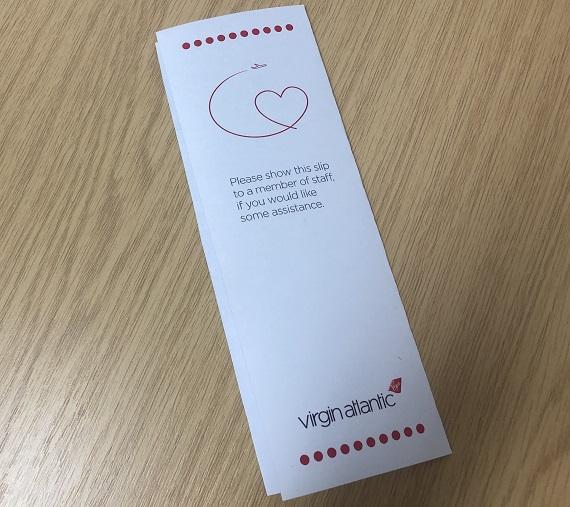 Please show this slip
to a member of staff,
if you would like
some assistance.
virgin atlantic